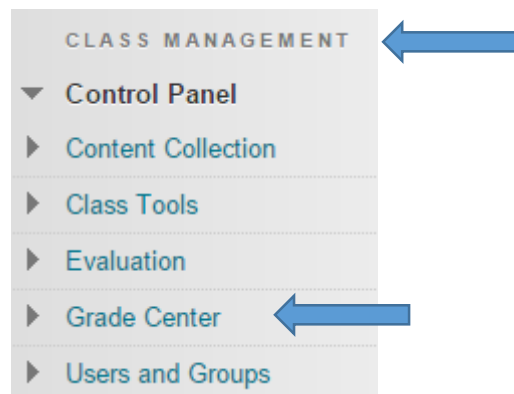 CLASS MANAGEMENT
Control Panel
Content Collection
Class Tools
Evaluation
Grade Center
Users and Groups